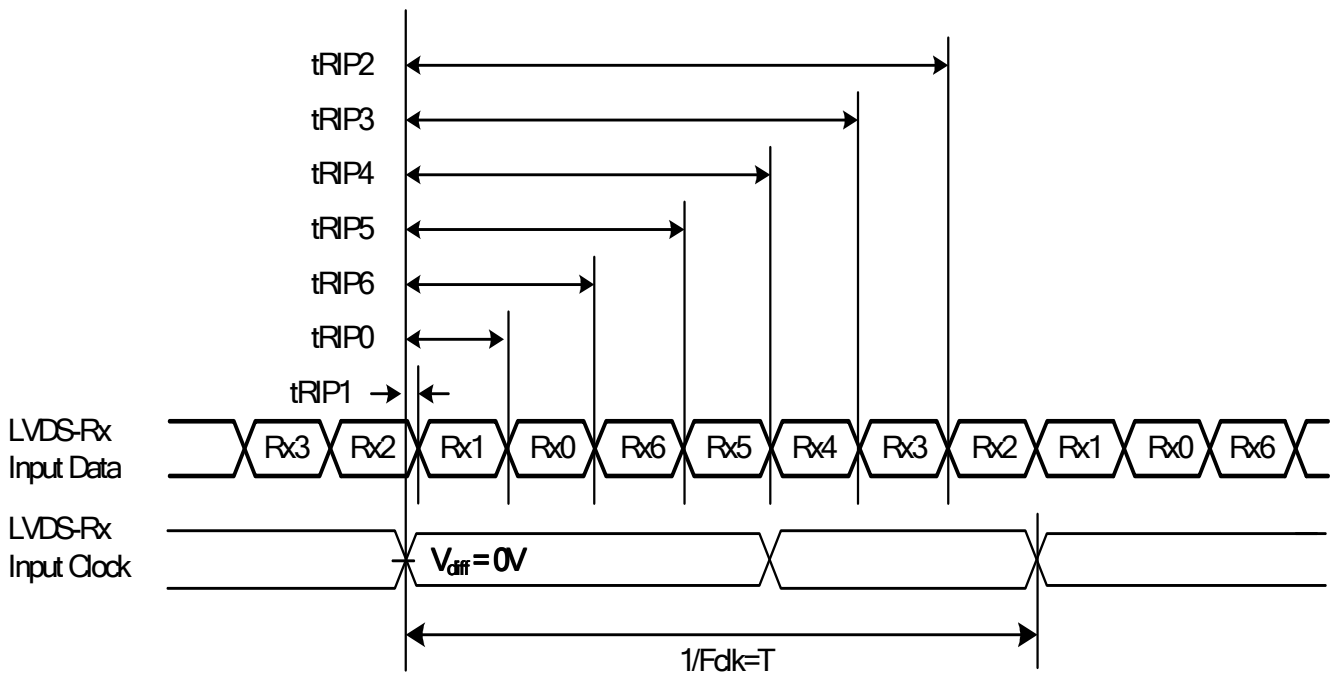 tRIP2
tRIP3
tRIP4
tRIP5
tRIP6
tRIP0
tRIP1
LVDS-Rx
Input Data
Rx3 Rx2 Rx1 Rx0 Rx6 Rx5 Rx4 Rx3 Rx2 Rx1 Rx0 Rx6
LVDS-Rx
Input Clock
Vdiff = 0V
1/Fclk=T